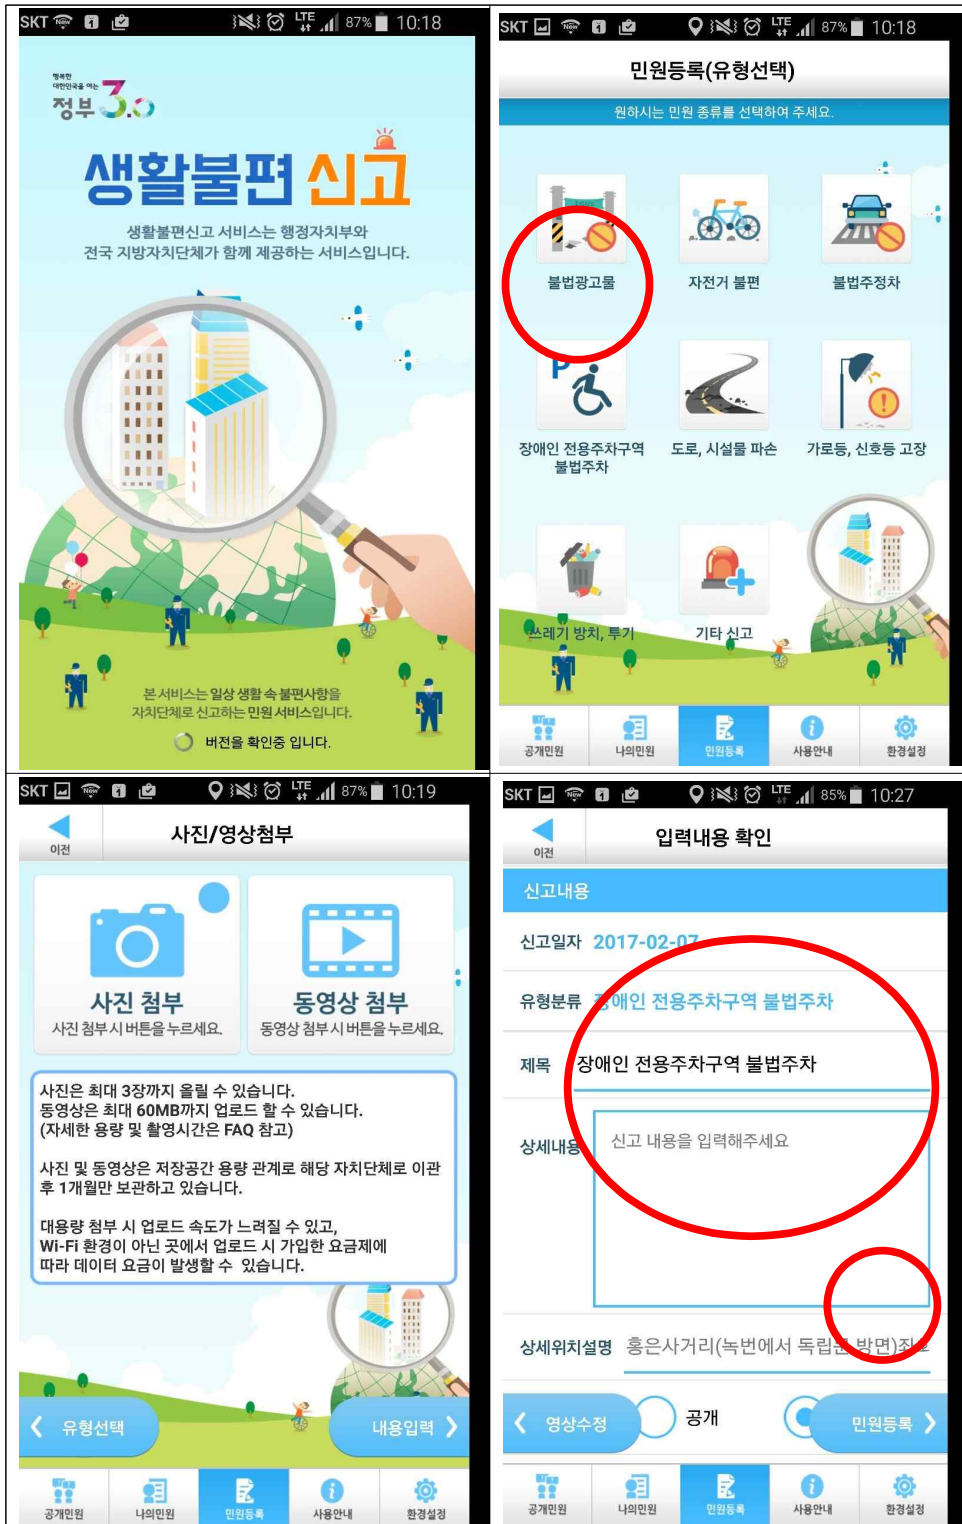 SKT LTE 87% 10:18
행복한
대한민국을 여는
정부3.0
생활불편 신고
생활불편신고 서비스는 행정자치부와
전국 지방자치단체가 함께 제공하는 서비스입니다.
본 서비스는 일상 생활 속 불편사항을
자치단체로 신고하는 민원 서비스입니다.
버전을 확인중 입니다.
SKT LTE 87% 10:18
민원등록(유형선택)
원하시는 민원 종류를 선택하여 주세요.
불법광고물 자전거 불편 불법주정차
장애인 전용주차구역 도로, 시설물 파손 가로등, 신호등 고장
불법주차
쓰레기 방치, 투기 기타 신고
공개민원 나의민원 민원등록 사용안내 환경설정
SKT LTE 87% 10:19
이전 사진/영상첨부
사진 첨부 동영상 첨부
사진 첨부 시 버튼을 누르세요. 동영상 첨부 시 버튼을 누르세요.
사진은 최대 3장까지 올릴 수 있습니다.
동영상은 최대 60MB까지 업로드 할 수 있습니다.
(자세한 용량 및 촬영시간은 FAQ 참고)
사진 및 동영상은 저장공간 용량 관계로 해당 자치단체로 이관
후 1개월만 보관하고 있습니다.
대용량 첨부 시 업로드 속도가 느려질 수 있고,
Wi-Fi 환경이 아닌 곳에서 업로드 시 가입한 요금제에
따라 데이터 요금이 발생할 수 있습니다.
유형선택 내용입력
공개민원 나의민원 민원등록 사용안내 환경설정
SKT LTE 85% 10:27
이전 입력내용 확인
신고내용
신고일자 2017-02-07
유형분류 장애인 전용주차구역 불법주차
제목 장애인 전용주차구역 불법주차
상세내용 신고 내용을 입력해주세요
상세위치설명 홍은사거리(녹번에서 독립문 방면)
영상수정 공개 민원등록
공개민원 나의민원 민원등록 사용안내 환경설정